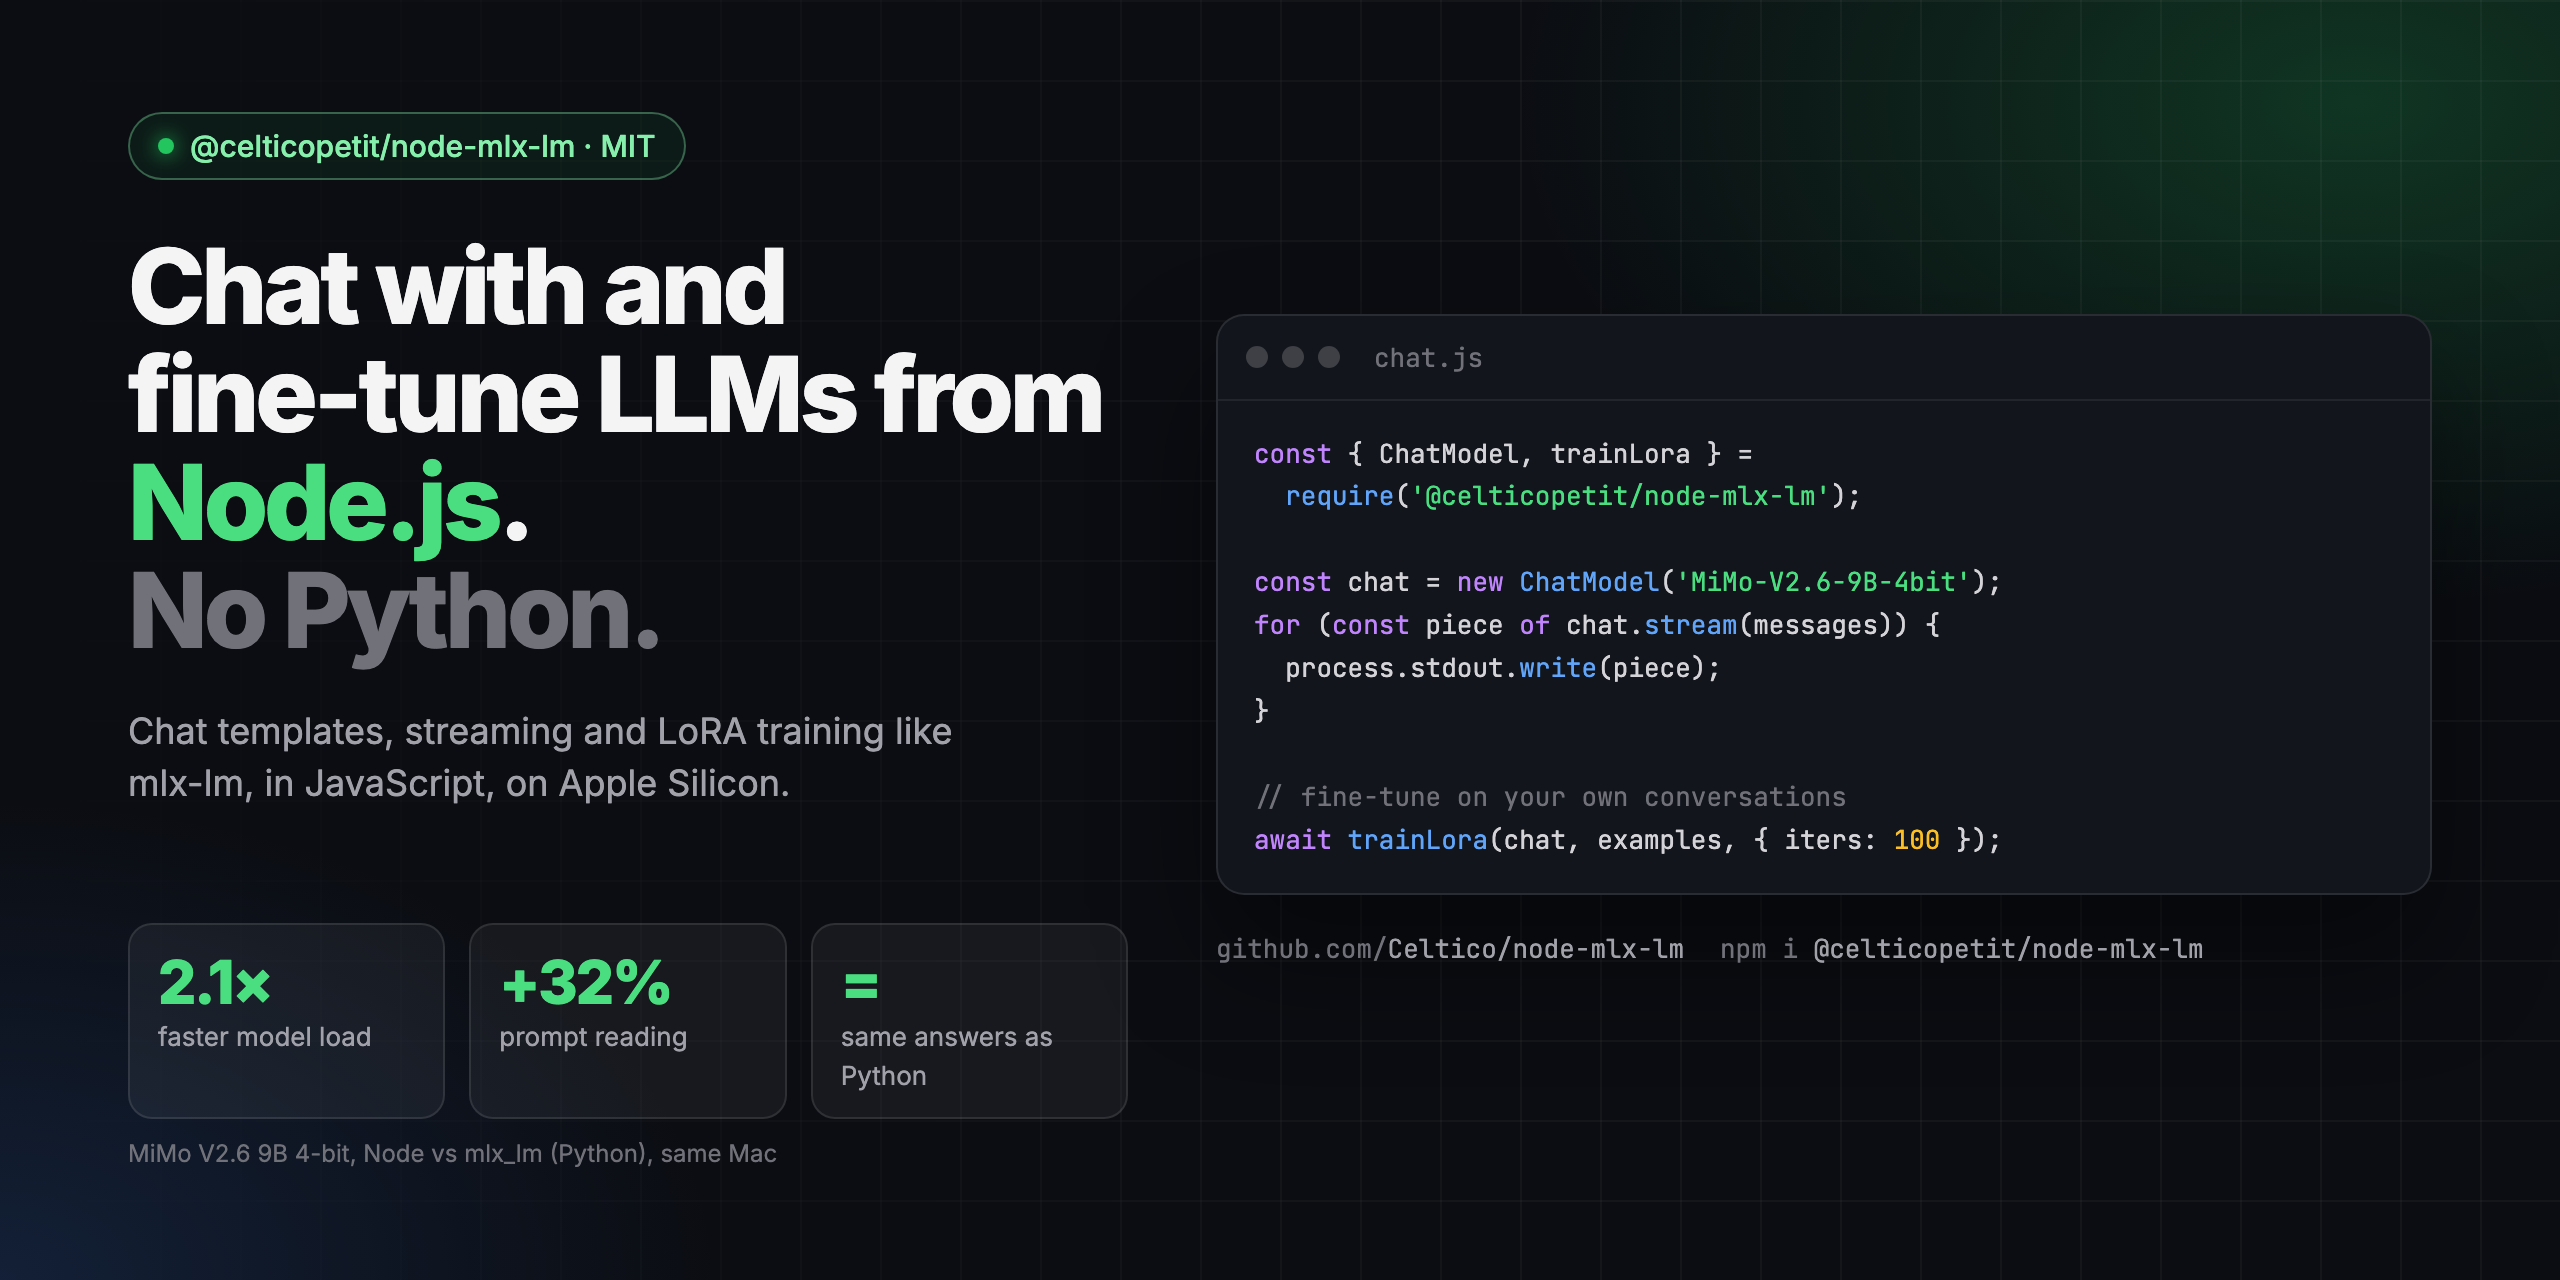 @celticopetit/node-mlx-lm · MIT
Chat with and
fine-tune LLMs from
Node.js.
No Python.
Chat templates, streaming and LoRA training like
mlx-lm, in JavaScript, on Apple Silicon.
2.1×
faster model load
+32%
prompt reading
=
same answers as
Python
MiMo V2.6 9B 4-bit, Node vs mlx_lm (Python), same Mac
chat.js
const { ChatModel, trainLora } =
  require('@celticopetit/node-mlx-lm');
const chat = new ChatModel('MiMo-V2.6-9B-4bit');
for (const piece of chat.stream(messages)) {
  process.stdout.write(piece);
}
// fine-tune on your own conversations
await trainLora(chat, examples, { iters: 100 });
github.com/Celtico/node-mlx-lm npm i @celticopetit/node-mlx-lm